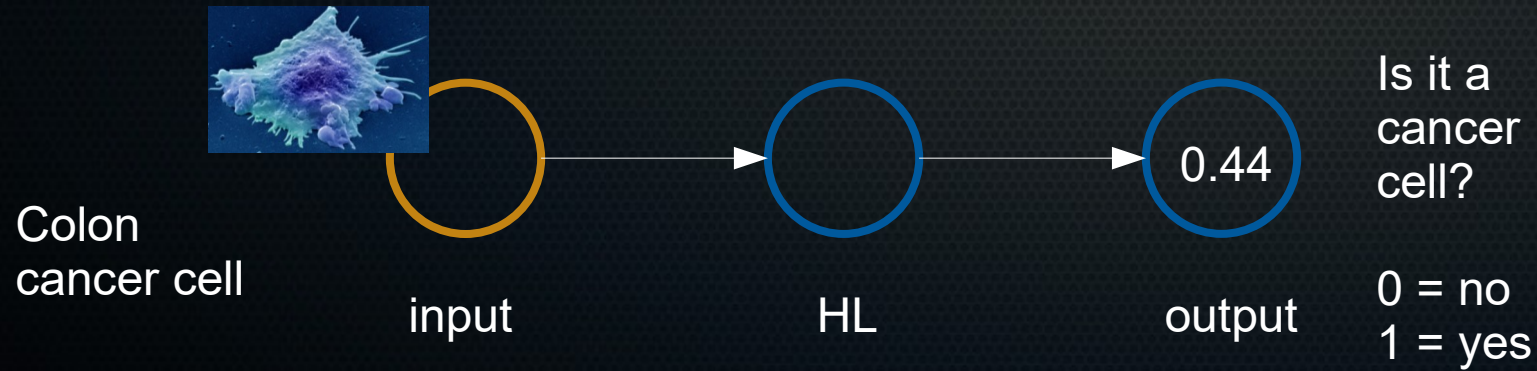 Colon
cancer cell
input
HL
0.44
output
Is it a
cancer
cell?
0 = no
1 = yes